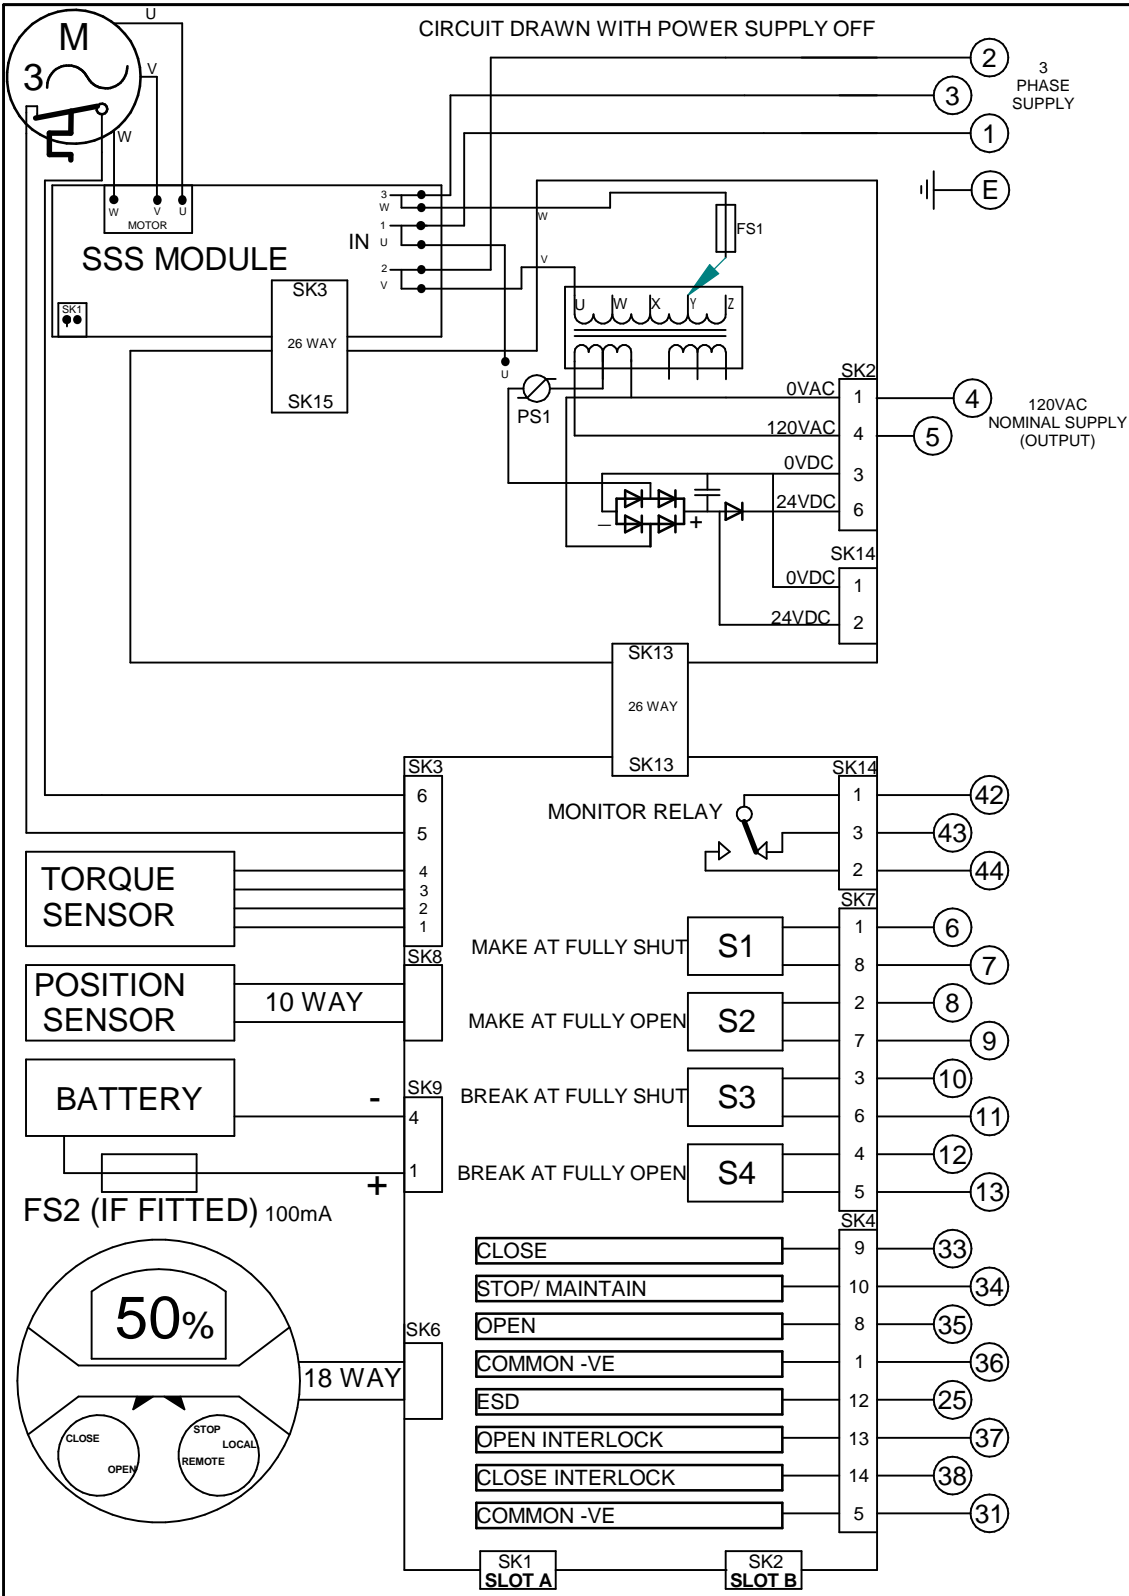 CIRCUIT DRAWN WITH POWER SUPPLY OFF
U
M
3
V
W
2
3
1
3
PHASE
SUPPLY
E
W V U
MOTOR
SSS MODULE
IN
3
W
1
U
2
V
W
V
U
FS1
SK1
SK3
26 WAY
SK15
U W X Y Z
PS1
SK2
0VAC 1 4
120VAC 4 5
120VAC
NOMINAL SUPPLY
(OUTPUT)
0VDC 3
24VDC 6
− +
SK14
0VDC 1
24VDC 2
SK13
26 WAY
SK13
SK3
6
5
4
3
2
1
TORQUE
SENSOR
SK8
POSITION
SENSOR
10 WAY
SK9
BATTERY
- 4
+ 1
FS2 (IF FITTED) 100mA
50%
CLOSE
OPEN
STOP
LOCAL
REMOTE
SK6
18 WAY
SK14
MONITOR RELAY
1 42
3 43
2 44
SK7
MAKE AT FULLY SHUT S1
1 6
8 7
MAKE AT FULLY OPEN S2
2 8
7 9
BREAK AT FULLY SHUT S3
3 10
6 11
BREAK AT FULLY OPEN S4
4 12
5 13
SK4
CLOSE 9 33
STOP/ MAINTAIN 10 34
OPEN 8 35
COMMON -VE 1 36
ESD 12 25
OPEN INTERLOCK 13 37
CLOSE INTERLOCK 14 38
COMMON -VE 5 31
SK1
SLOT A
SK2
SLOT B